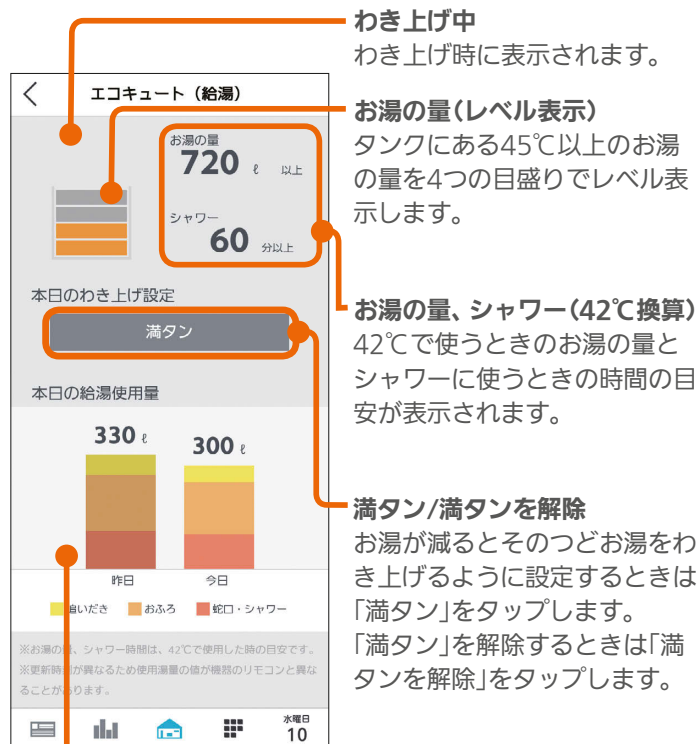 わき上げ中
わき上げ時に表示されます。
エコキュート（給湯）
お湯の量
720 ℓ 以上
シャワー
60 分以上
本日のわき上げ設定
満タン
本日の給湯使用量
330 ℓ
300 ℓ
昨日
今日
追いだき
おふろ
蛇口・シャワー
※お湯の量、シャワー時間は、42℃で使用した時の目安です。
※更新時刻が異なるため使用湯量の値が機器のリモコンと異な
ることがあります。
水曜日
10
お湯の量（レベル表示）
タンクにある45℃以上のお湯
の量を4つの目盛りでレベル表
示します。
お湯の量、シャワー（42℃換算）
42℃で使うときのお湯の量と
シャワーに使うときの時間の目
安が表示されます。
満タン/満タンを解除
お湯が減るとそのつどお湯をわ
き上げるように設定するときは
「満タン」をタップします。
「満タン」を解除するときは「満
タンを解除」をタップします。